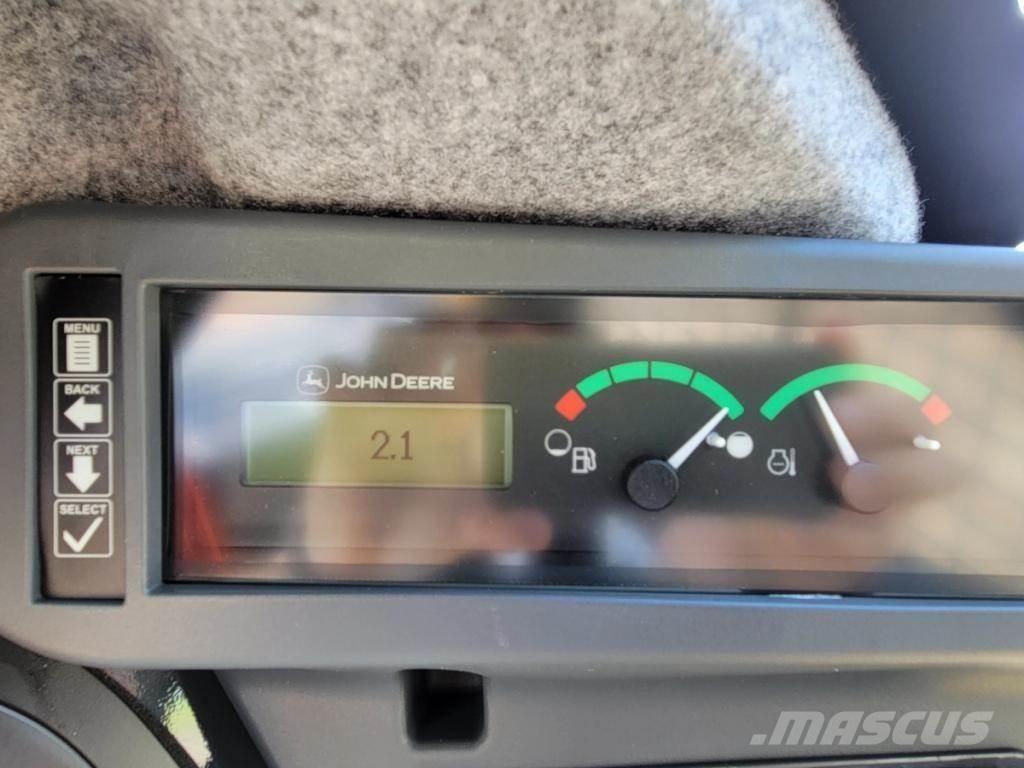 MENU
BACK
NEXT
SELECT
JOHN DEERE
2.1
MASCUS